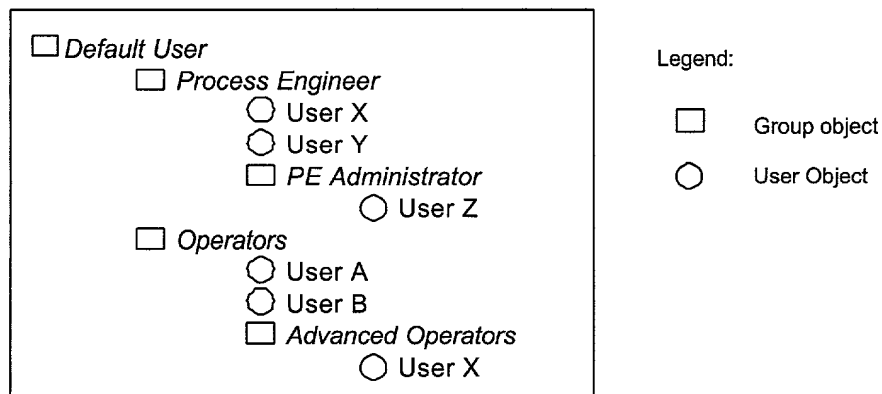 Default User
Process Engineer
User X
User Y
PE Administrator
User Z
Operators
User A
User B
Advanced Operators
User X
Legend:
Group object
User Object